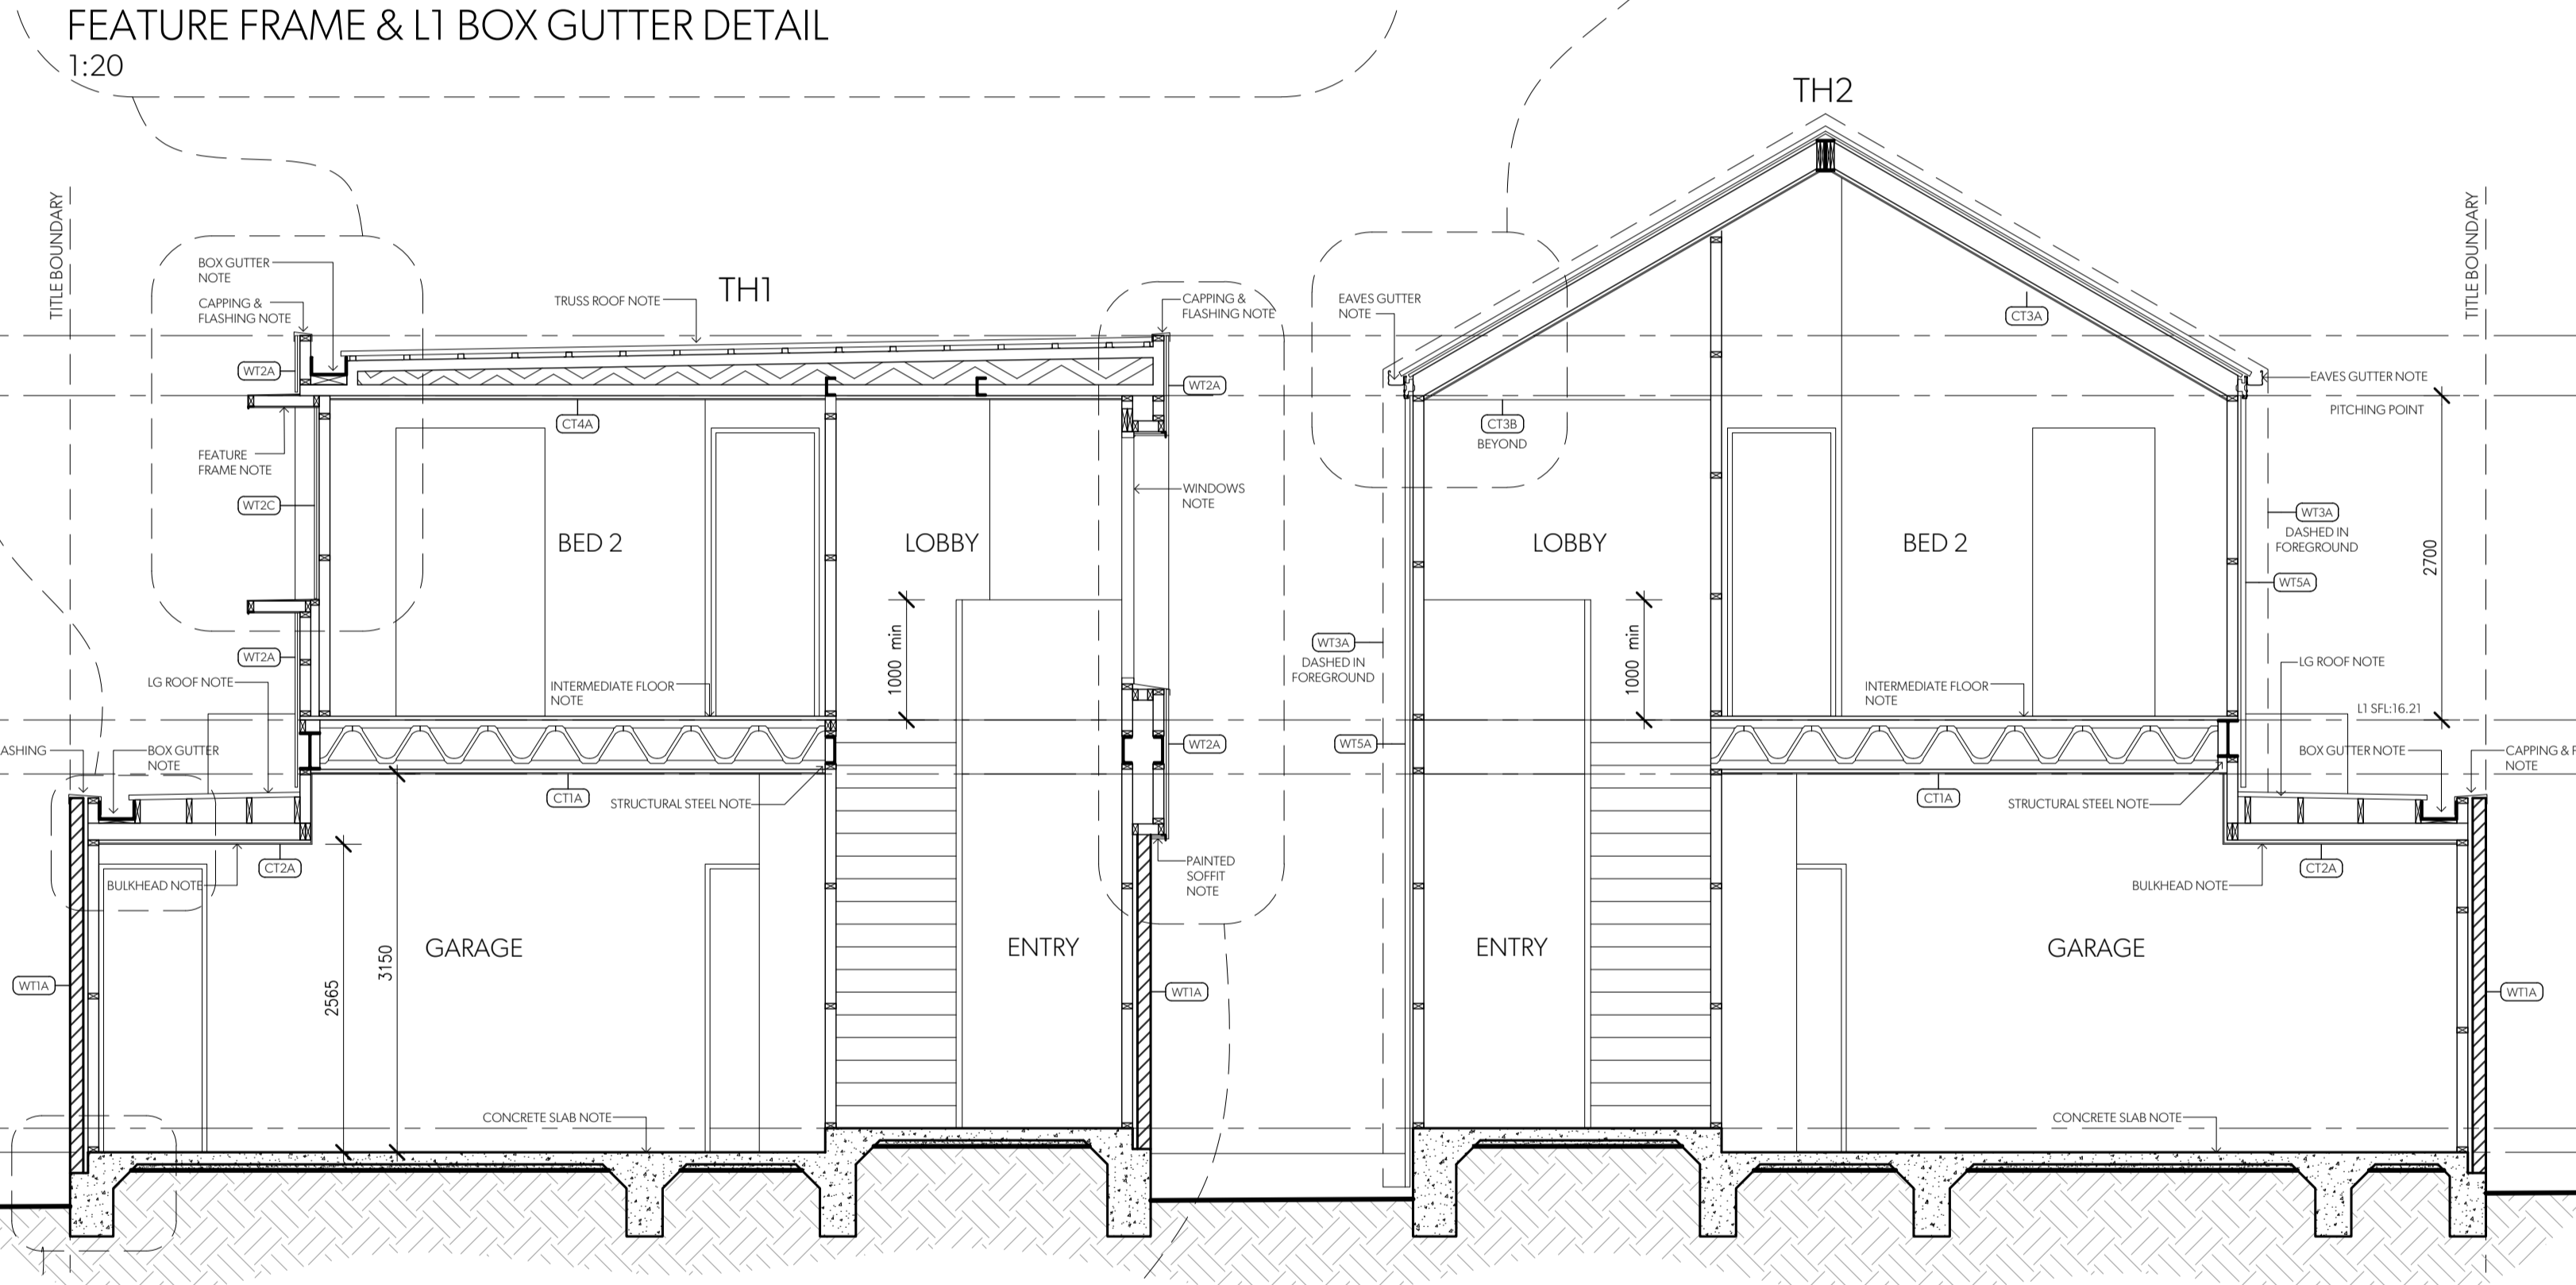 FEATURE FRAME & L1 BOX GUTTER DETAIL
1:20
TH2
TITLE BOUNDARY
TITLE BOUNDARY
BOX GUTTER
NOTE
CAPPING &
FLASHING NOTE
TH1
TRUSS ROOF NOTE
CAPPING &
FLASHING NOTE
EAVES GUTTER
NOTE
CT3A
WT2A
WT2A
EAVES GUTTER NOTE
PITCHING POINT
CT4A
CT3B
BEYOND
FEATURE
FRAME NOTE
WT2C
WINDOWS
NOTE
WT3A
DASHED IN
FOREGROUND
2700
BED 2
LOBBY
LOBBY
BED 2
WT5A
1000 min
1000 min
WT3A
DASHED IN
FOREGROUND
WT2A
LG ROOF NOTE
INTERMEDIATE FLOOR
NOTE
INTERMEDIATE FLOOR
NOTE
LG ROOF NOTE
L1 SFL:16.21
ASHING
BOX GUTTER
NOTE
WT2A
WT5A
BOX GUTTER NOTE
CAPPING & F
NOTE
CT1A
STRUCTURAL STEEL NOTE
CT1A
STRUCTURAL STEEL NOTE
CT2A
BULKHEAD NOTE
PAINTED
SOFFIT
NOTE
BULKHEAD NOTE
CT2A
GARAGE
ENTRY
ENTRY
GARAGE
2565
3150
WT1A
WT1A
WT1A
CONCRETE SLAB NOTE
CONCRETE SLAB NOTE